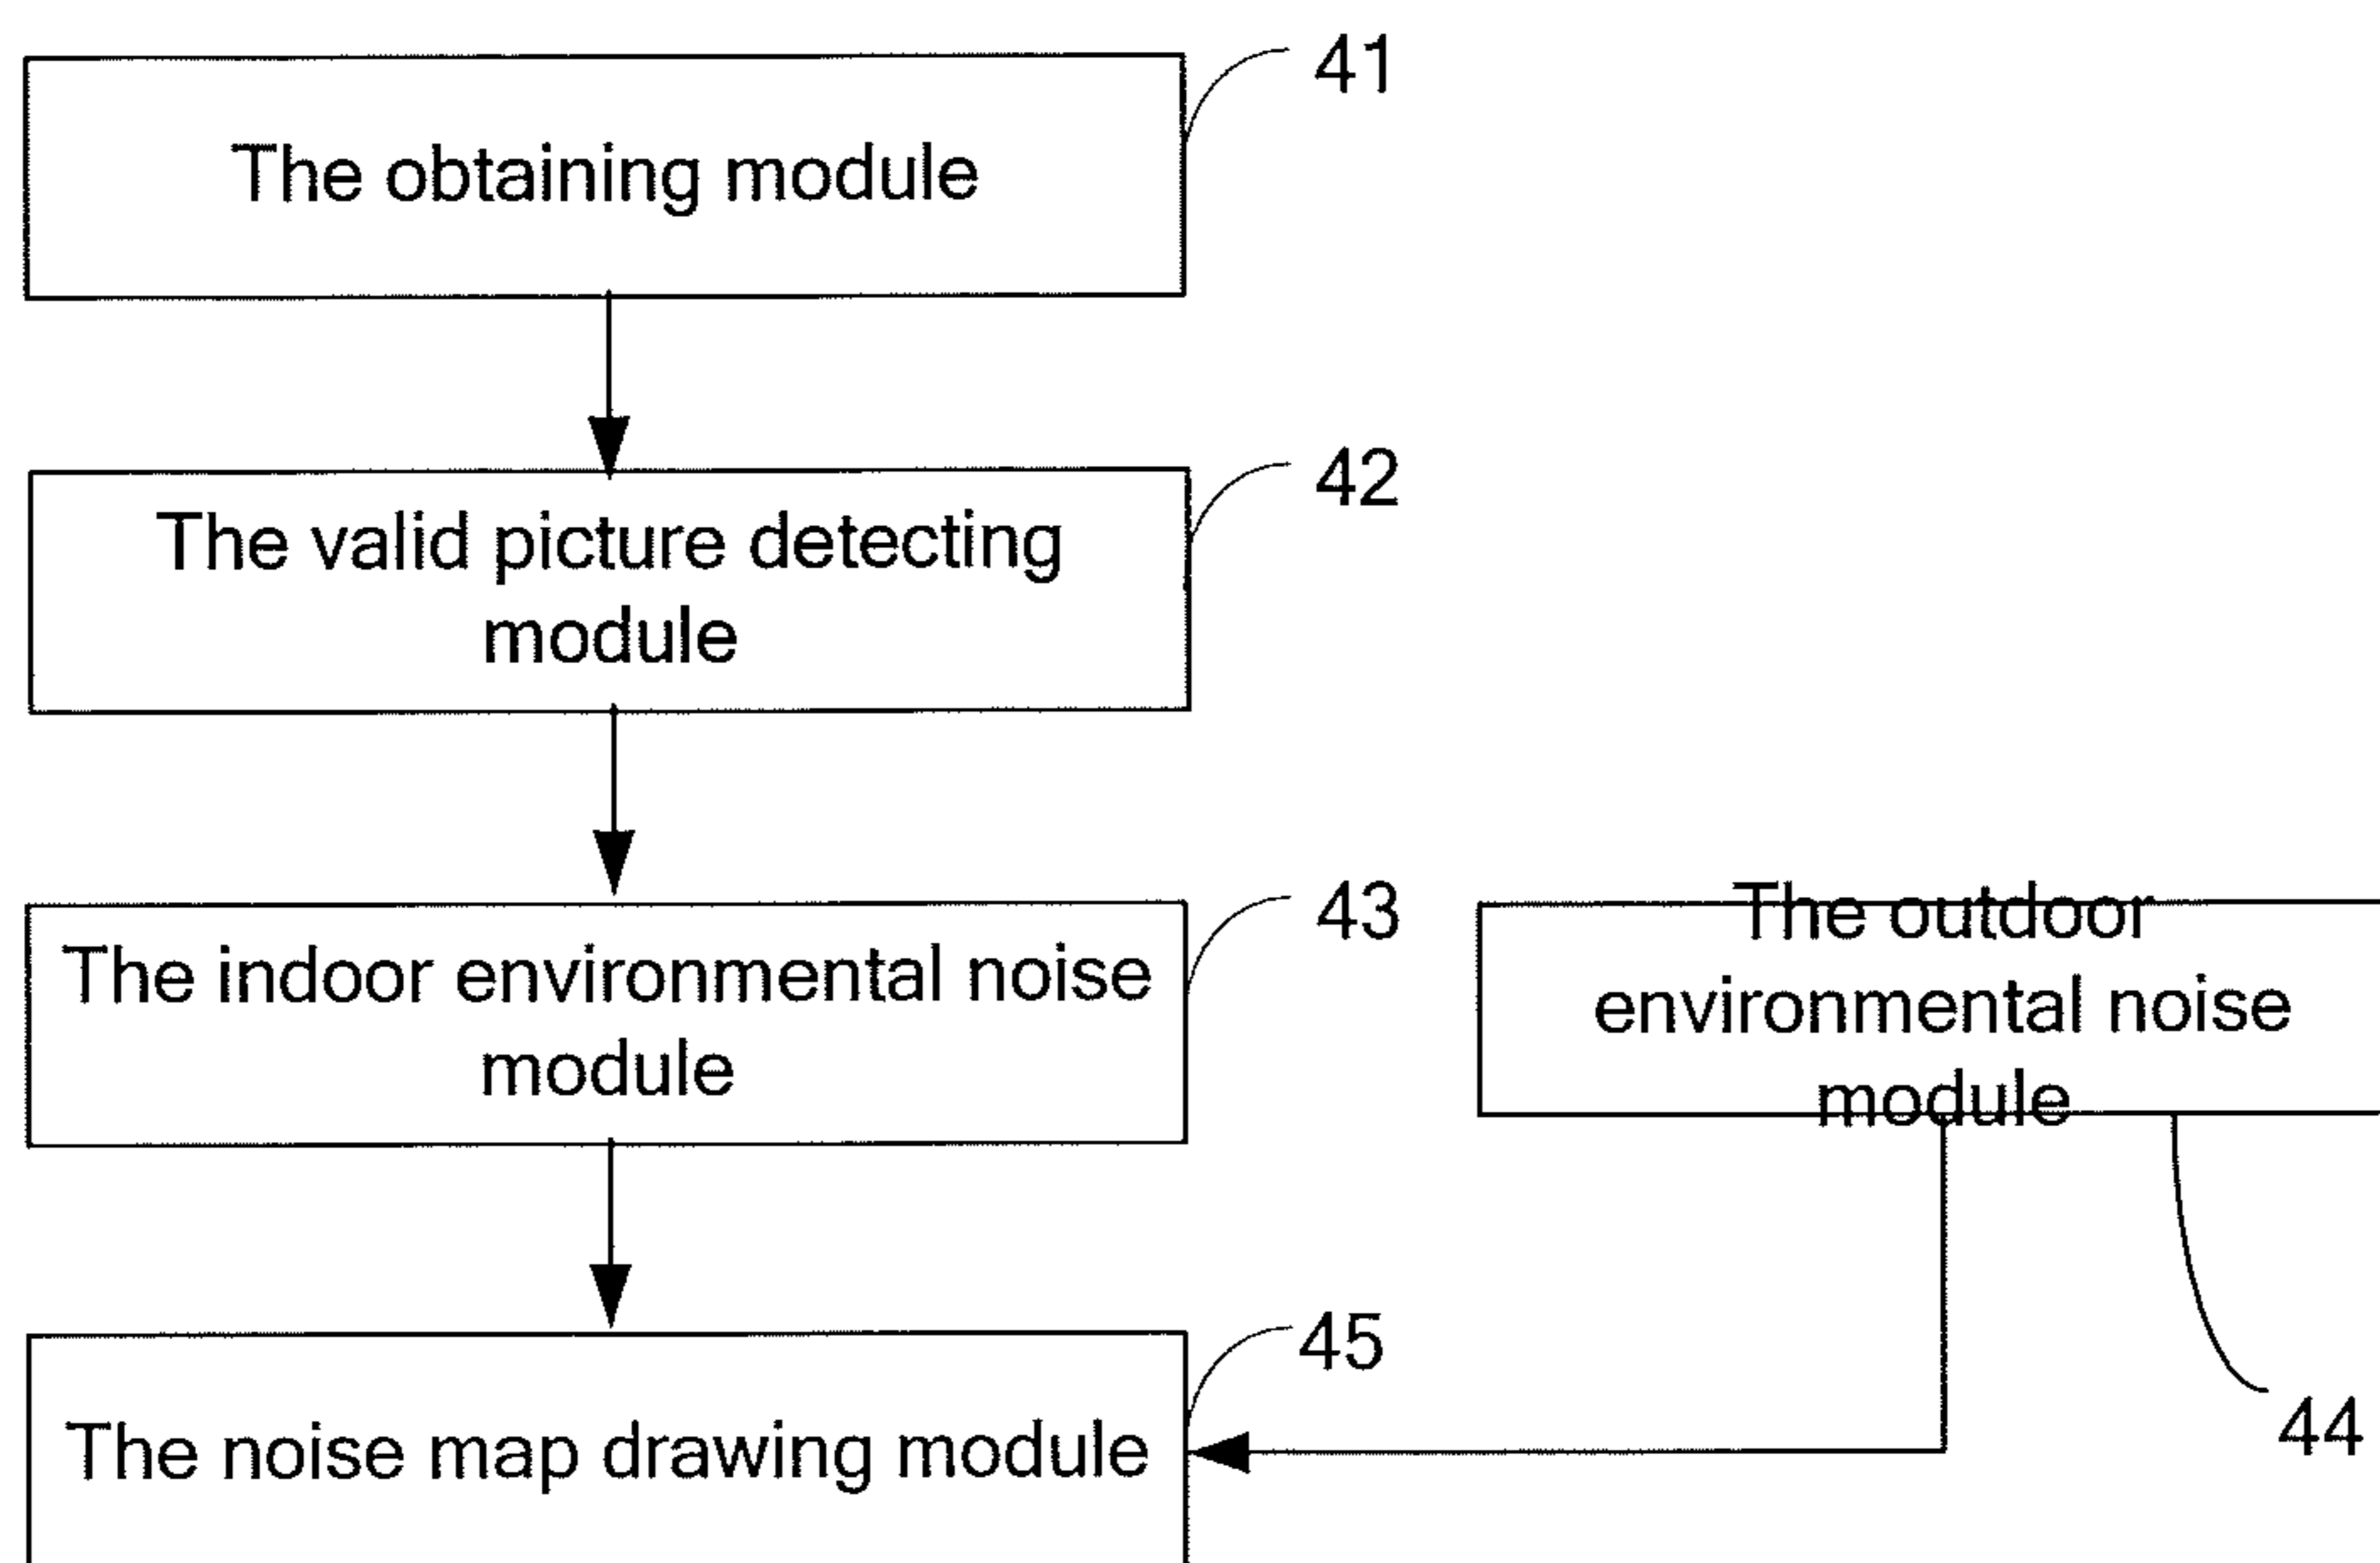 41
The obtaining module
42
The valid picture detecting
module
43
The indoor environmental noise
module
The outdoor
environmental noise
module
45
The noise map drawing module
44